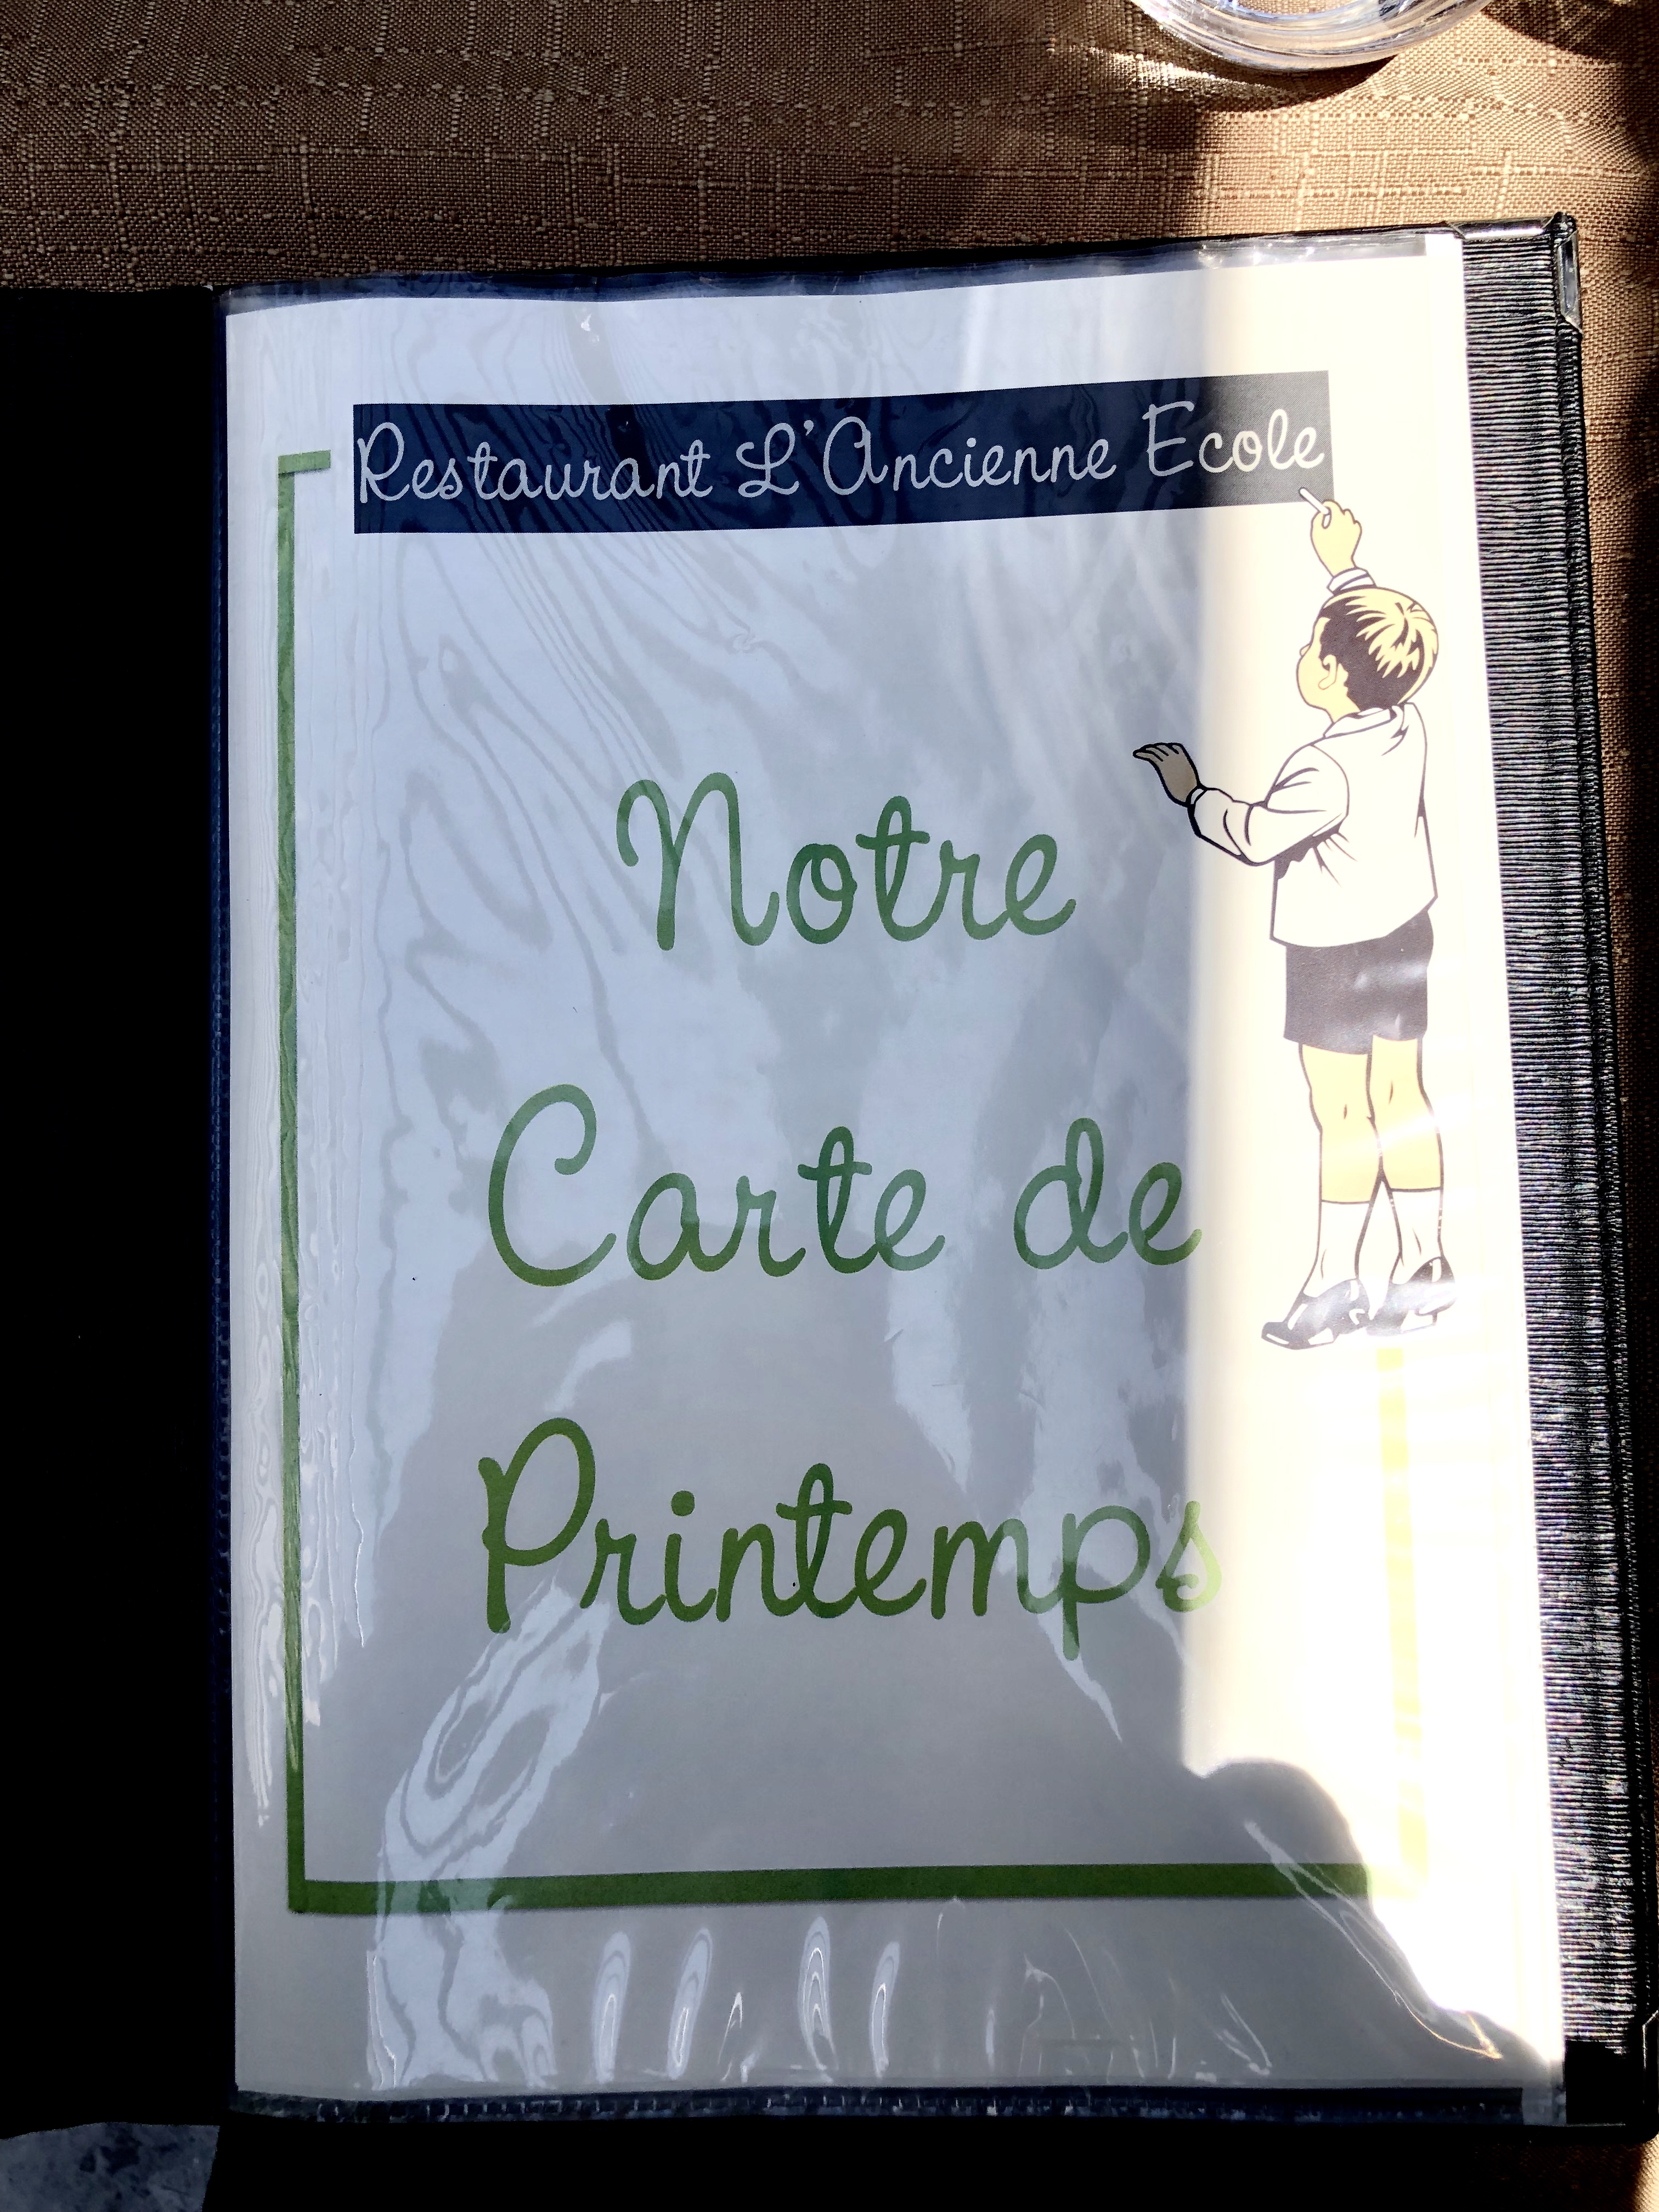 Restaurant L'Ancienne Ecole
Notre
Carte de
Printemps